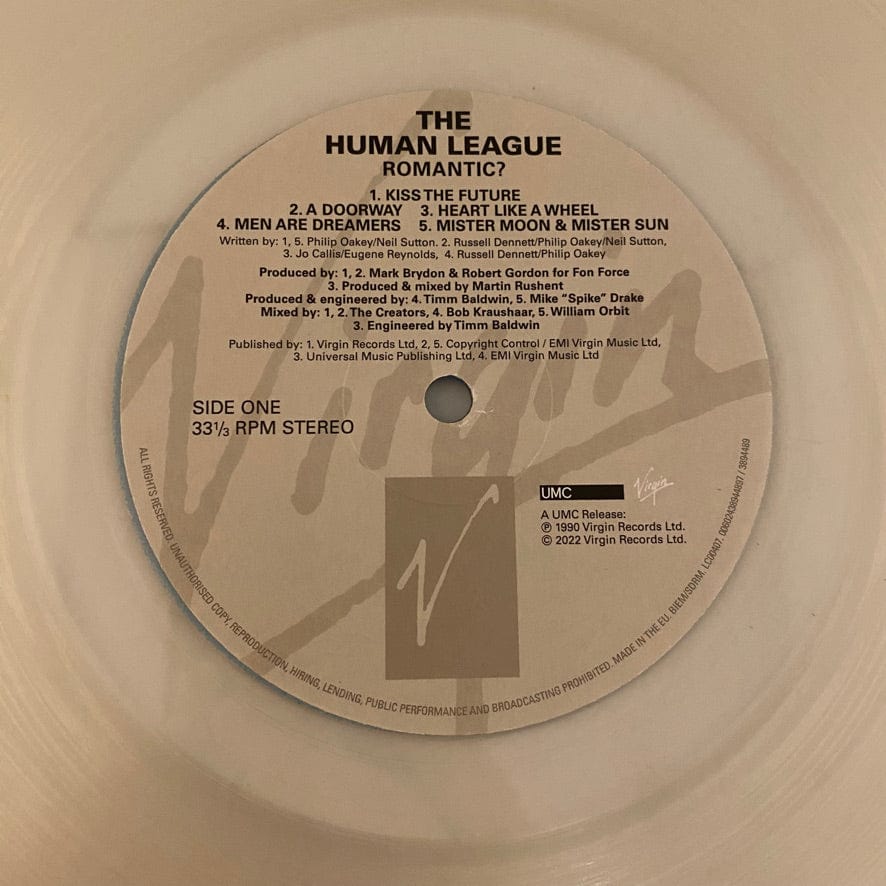 THE
HUMAN LEAGUE
ROMANTIC?
1. KISS THE FUTURE
2. A DOORWAY 3. HEART LIKE A WHEEL
4. MEN ARE DREAMERS 5. MISTER MOON & MISTER SUN
Written by: 1, 5. Philip Oakey/Neil Sutton. 2. Russell Dennett/Philip Oakey/Neil Sutton,
3. Jo Callis/Eugene Reynolds, 4. Russell Dennett/Philip Oakey
Produced by: 1, 2. Mark Brydon & Robert Gordon for Fon Force
3. Produced & mixed by Martin Rushent
Produced & engineered by: 4. Timm Baldwin, 5. Mike "Spike" Drake
Mixed by: 1, 2. The Creators, 4. Bob Kraushaar, 5. William Orbit
3. Engineered by Timm Baldwin
Published by: 1. Virgin Records Ltd, 2, 5. Copyright Control / EMI Virgin Music Ltd,
3. Universal Music Publishing Ltd, 4. EMI Virgin Music Ltd
Virgin
SIDE ONE
33⅓ RPM STEREO
V
UMC
Virgin
A UMC Release:
℗ 1990 Virgin Records Ltd.
© 2022 Virgin Records Ltd.
ALL RIGHTS RESERVED. UNAUTHORISED COPY, REPRODUCTION, HIRING, LENDING, PUBLIC PERFORMANCE AND BROADCASTING PROHIBITED. MADE IN THE EU. BIEM/SDRM. LC00407. 00602438944897 / 3894489